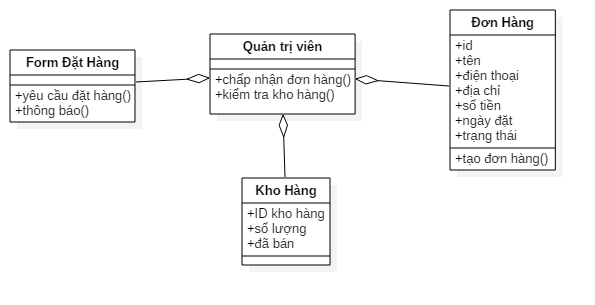 Form Đặt Hàng
+yêu cầu đặt hàng()
+thông báo()
Quản trị viên
+chấp nhận đơn hàng()
+kiểm tra kho hàng()
Đơn Hàng
+id
+tên
+điện thoại
+địa chỉ
+số tiền
+ngày đặt
+trạng thái
+tạo đơn hàng()
Kho Hàng
+ID kho hàng
+số lượng
+đã bán